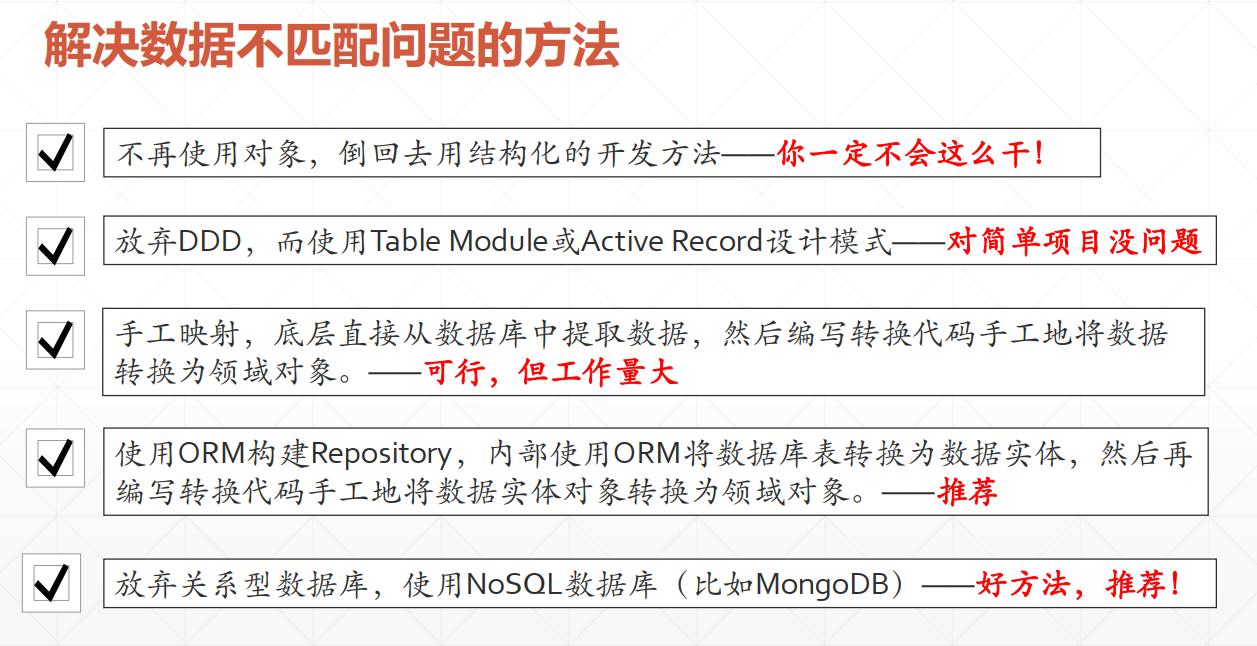 解决数据不匹配问题的方法
不再使用对象，倒回去用结构化的开发方法——你一定不会这么干！
放弃DDD，而使用Table Module或Active Record设计模式——对简单项目没问题
手工映射，底层直接从数据库中提取数据，然后编写转换代码手工地将数据
转换为领域对象。——可行，但工作量大
使用ORM构建Repository，内部使用ORM将数据库表转换为数据实体，然后再
编写转换代码手工地将数据实体对象转换为领域对象。——推荐
放弃关系型数据库，使用NoSQL数据库（比如MongoDB）——好方法，推荐！